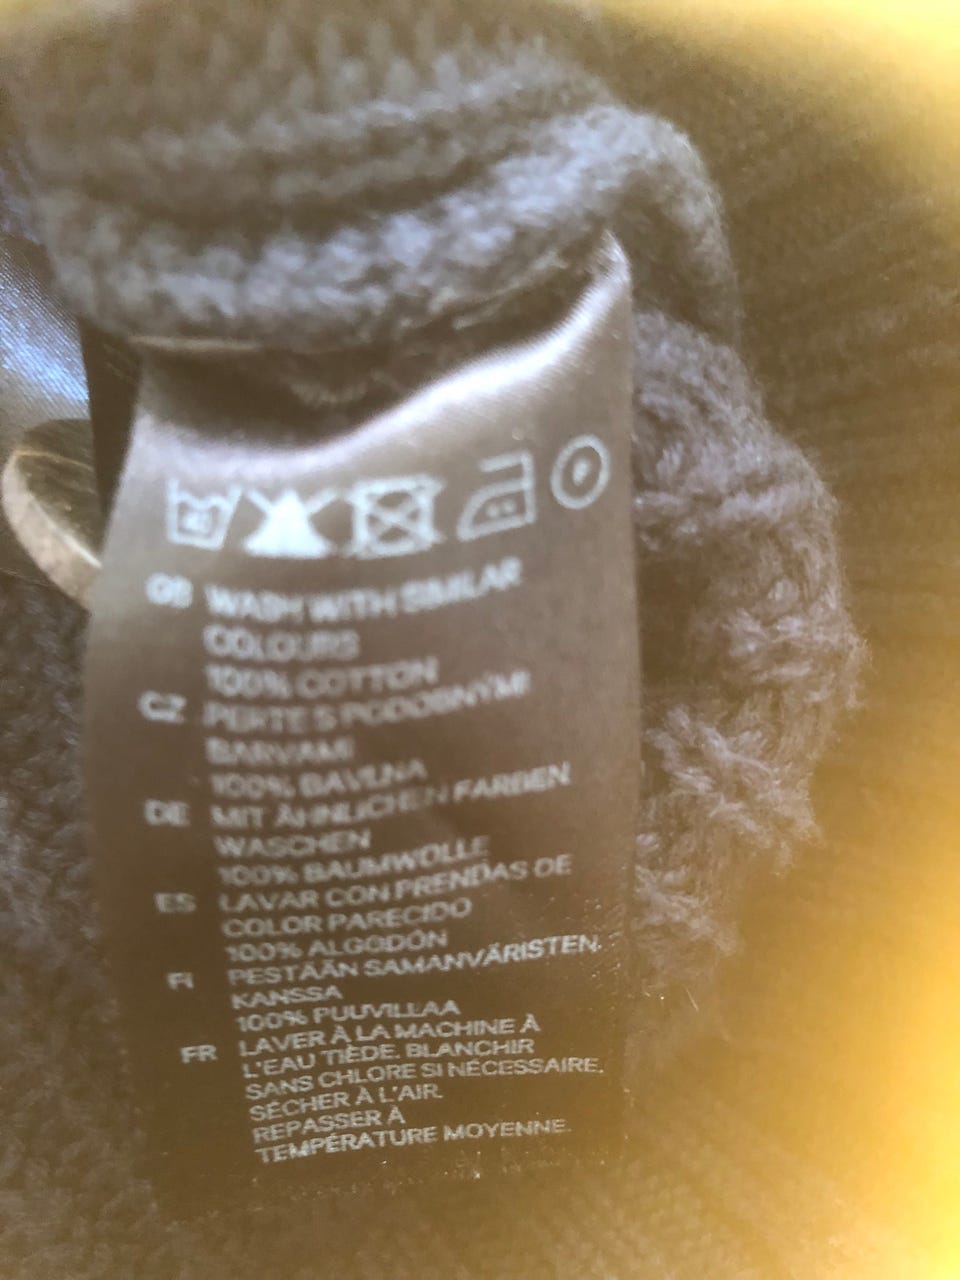 40 P
GB WASH WITH SIMILAR
COLOURS
100% COTTON
CZ PERTE S PODOBNÝMI
BARVAMI
100% BAVLNA
DE MIT ÄHNLICHEN FARBEN
WASCHEN
100% BAUMWOLLE
ES LAVAR CON PRENDAS DE
COLOR PARECIDO
100% ALGODÓN
FI PESTÄÄN SAMANVÄRISTEN
KANSSA
100% PUUVILLAA
FR LAVER À LA MACHINE À
L'EAU TIÈDE. BLANCHIR
SANS CHLORE SI NÉCESSAIRE.
SÉCHER À L'AIR.
REPASSER À
TEMPÉRATURE MOYENNE.